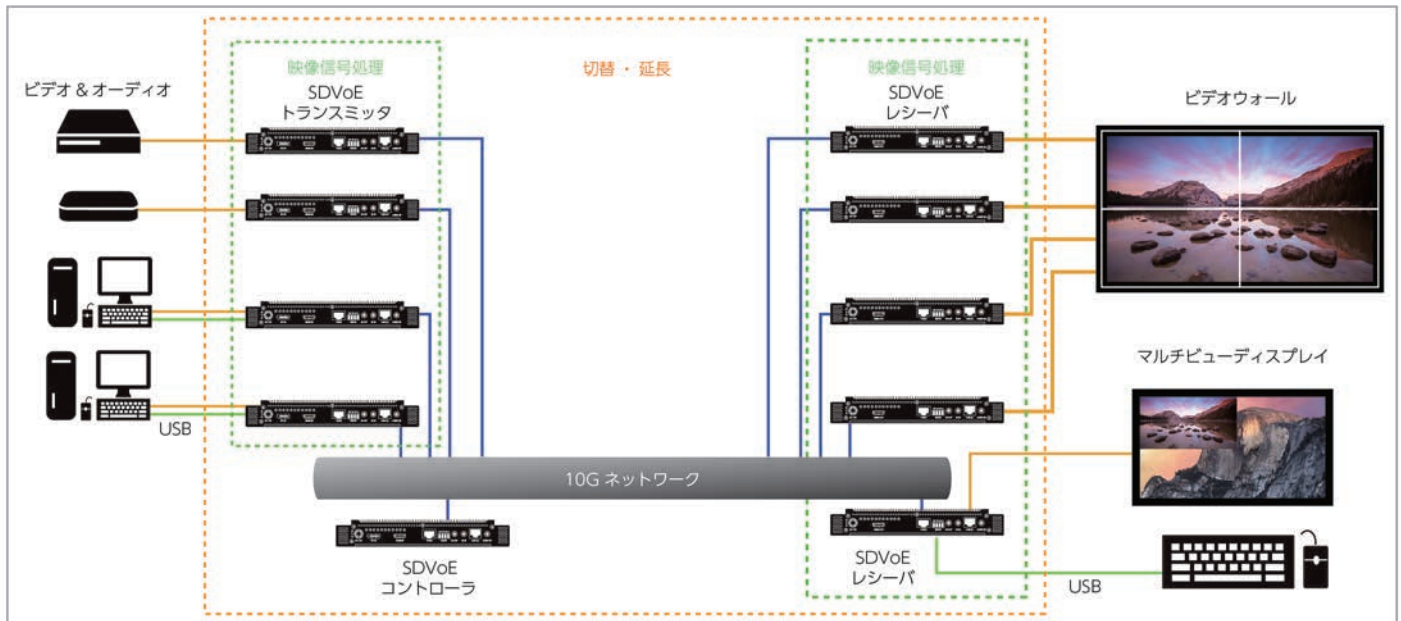 映像信号処理
切替 ・ 延長
映像信号処理
ビデオ & オーディオ
SDVoE
トランスミッタ
SDVoE
レシーバ
ビデオウォール
マルチビューディスプレイ
USB
10G ネットワーク
SDVoE
コントローラ
SDVoE
レシーバ
USB